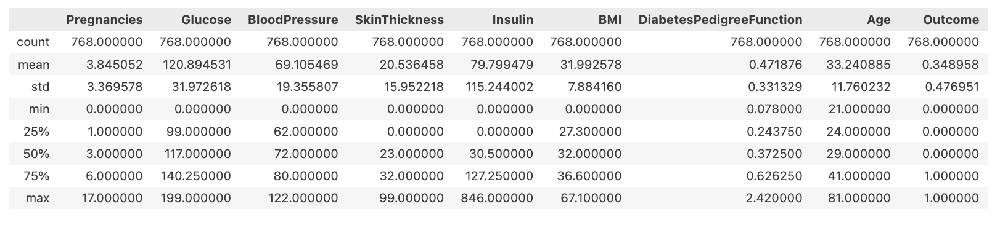 Pregnancies Glucose BloodPressure SkinThickness Insulin BMI DiabetesPedigreeFunction Age Outcome
count 768.000000 768.000000 768.000000 768.000000 768.000000 768.000000 768.000000 768.000000 768.000000
mean 3.845052 120.894531 69.105469 20.536458 79.799479 31.992578 0.471876 33.240885 0.348958
std 3.369578 31.972618 19.355807 15.952218 115.244002 7.884160 0.331329 11.760232 0.476951
min 0.000000 0.000000 0.000000 0.000000 0.000000 0.000000 0.078000 21.000000 0.000000
25% 1.000000 99.000000 62.000000 0.000000 0.000000 27.300000 0.243750 24.000000 0.000000
50% 3.000000 117.000000 72.000000 23.000000 30.500000 32.000000 0.372500 29.000000 0.000000
75% 6.000000 140.250000 80.000000 32.000000 127.250000 36.600000 0.626250 41.000000 1.000000
max 17.000000 199.000000 122.000000 99.000000 846.000000 67.100000 2.420000 81.000000 1.000000